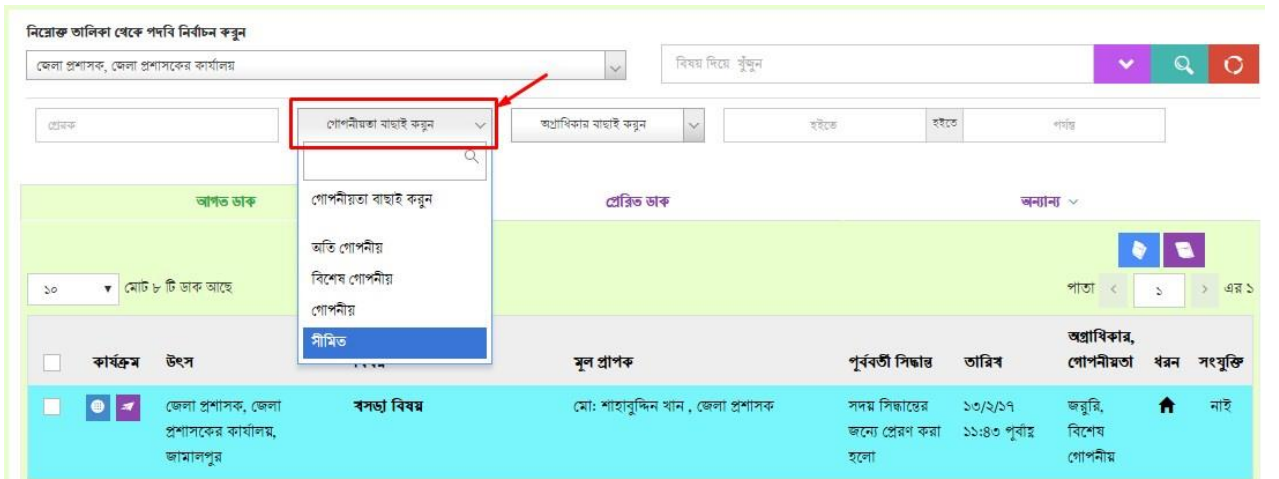 নিম্নোক্ত তালিকা থেকে পদবি নির্বাচন করুন
জেলা প্রশাসক, জেলা প্রশাসকের কার্যালয়
বিষয় দিয়ে খুঁজুন
প্রেরক
গোপনীয়তা বাছাই করুন
অগ্রাধিকার বাছাই করুন
হইতে
হইতে
পর্যন্ত
গোপনীয়তা বাছাই করুন
অতি গোপনীয়
বিশেষ গোপনীয়
গোপনীয়
সীমিত
আগত ডাক
প্রেরিত ডাক
অন্যান্য
১০
মোট ৮ টি ডাক আছে
পাতা
১
এর ১
কার্যক্রম
উৎস
মূল প্রাপক
পূর্ববর্তী সিদ্ধান্ত
তারিখ
অগ্রাধিকার,
গোপনীয়তা
ধরন
সংযুক্তি
জেলা প্রশাসক, জেলা
প্রশাসকের কার্যালয়,
জামালপুর
খসড়া বিষয়
মো: শাহাবুদ্দিন খান , জেলা প্রশাসক
সদয় সিদ্ধান্তের
জন্যে প্রেরণ করা
হলো
১৩/২/১৭
১১:৪৩ পূর্বাহ্ণ
জরুরি,
বিশেষ
গোপনীয়
নাই